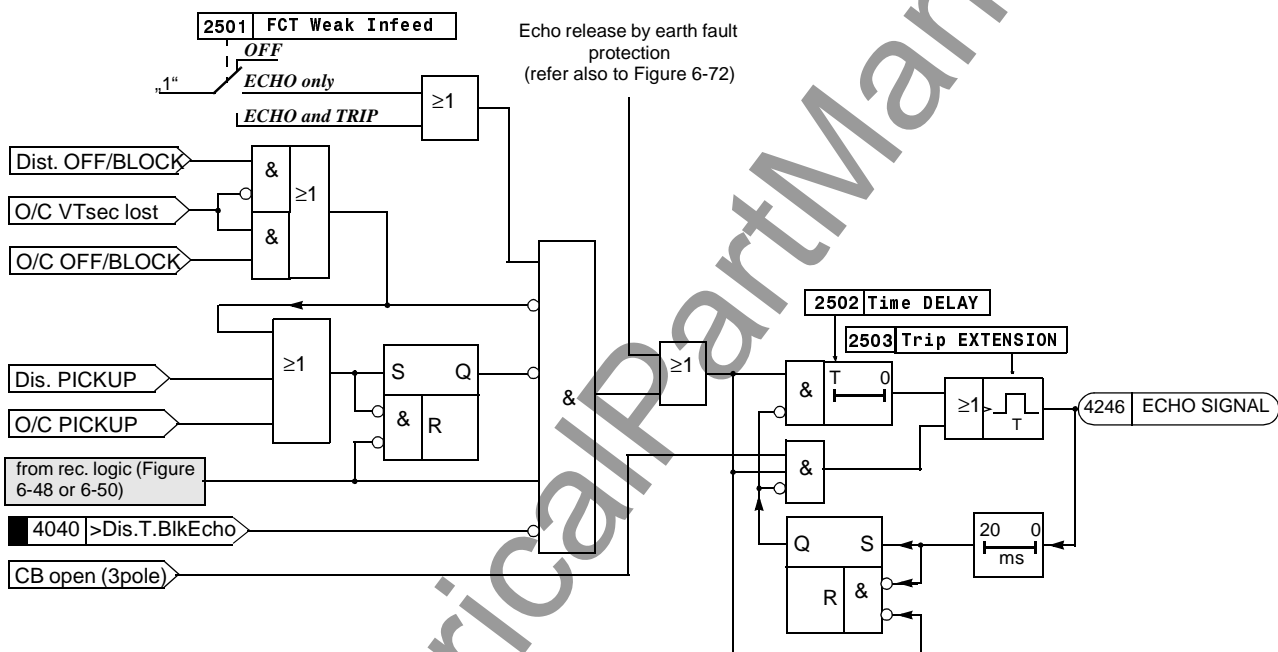 2501 FCT Weak Infeed
OFF
„1“
ECHO only
ECHO and TRIP
≥1
Echo release by earth fault
protection
(refer also to Figure 6-72)
Dist. OFF/BLOCK
O/C VTsec lost
O/C OFF/BLOCK
&
≥1
&
Dis. PICKUP
O/C PICKUP
≥1
S Q
& R
from rec. logic (Figure
6-48 or 6-50)
4040 >Dis.T.BlkEcho
CB open (3pole)
&
≥1
2502 Time DELAY
2503 Trip EXTENSION
&
T 0
≥1
T
4246 ECHO SIGNAL
&
20 0
ms
Q S
R &